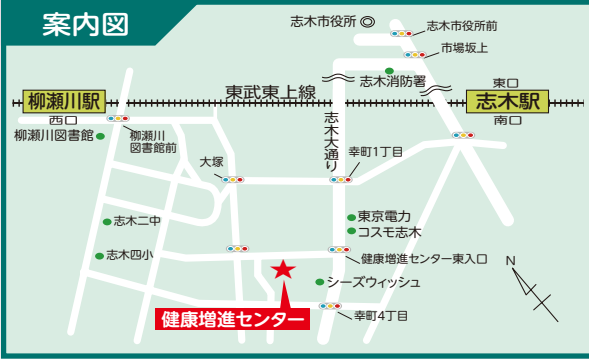 案内図
志木市役所
志木市役所前
市場坂上
志木消防署
東口
柳瀬川駅
東武東上線
志木駅
西口
南口
柳瀬川図書館
柳瀬川
図書館前
志木大通り
大塚
幸町1丁目
志木二中
東京電力
コスモ志木
志木四小
健康増進センター東入口
シーズウィッシュ
N
健康増進センター
幸町4丁目